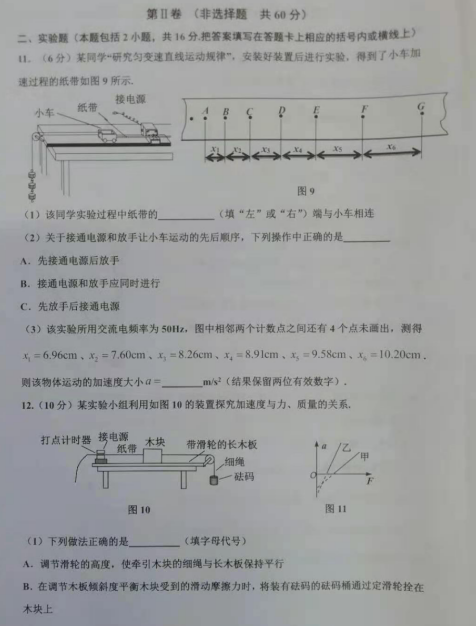 第Ⅱ卷 （非选择题 共60分）
二、实验题（本题包括2小题，共16分.把答案填写在答题卡上相应的括号内或横线上）
11.（6分）某同学“研究匀变速直线运动规律”，安装好装置后进行实验，得到了小车加
速过程的纸带如图9所示.
小车 纸带 接电源
A B C D E F G
x₁ x₂ x₃ x₄ x₅ x₆
图9
（1）该同学实验过程中纸带的________（填“左”或“右”）端与小车相连
（2）关于接通电源和放手让小车运动的先后顺序，下列操作中正确的是________
A．先接通电源后放手
B．接通电源和放手应同时进行
C．先放手后接通电源
（3）该实验所用交流电频率为50Hz，图中相邻两个计数点之间还有4个点未画出，测得
x₁=6.96cm、x₂=7.60cm、x₃=8.26cm、x₄=8.91cm、x₅=9.58cm、x₆=10.20cm．
则该物体运动的加速度大小a=________m/s²（结果保留两位有效数字）.
12.（10分）某实验小组利用如图10的装置探究加速度与力、质量的关系.
打点计时器 接电源 纸带 木块 带滑轮的长木板
细绳
砝码
a 乙 甲
O F
图10 图11
（1）下列做法正确的是________（填字母代号）
A．调节滑轮的高度，使牵引木块的细绳与长木板保持平行
B．在调节木板倾斜度平衡木块受到的滑动摩擦力时，将装有砝码的砝码桶通过定滑轮拴在
木块上